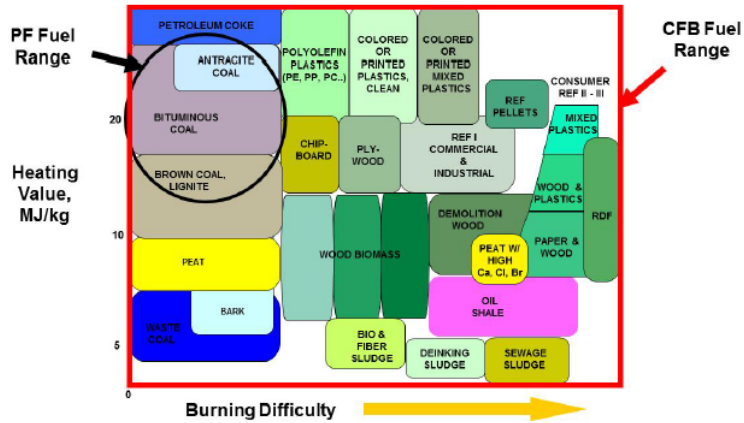 PF Fuel
Range
CFB Fuel
Range
PETROLEUM COKE
ANTRACITE
COAL
POLYOLEFIN
PLASTICS
(PE, PP, PC..)
COLORED
OR
PRINTED
PLASTICS,
CLEAN
COLORED
OR
PRINTED
MIXED
PLASTICS
CONSUMER
REF II - III
REF
PELLETS
MIXED
PLASTICS
20
BITUMINOUS
COAL
CHIP-
BOARD
PLY-
WOOD
REF I
COMMERCIAL
&
INDUSTRIAL
Heating
Value,
MJ/kg
BROWN COAL,
LIGNITE
WOOD &
PLASTICS
RDF
DEMOLITION
WOOD
10
PEAT
WOOD BIOMASS
PEAT W/
HIGH
Ca, Cl, Br
PAPER &
WOOD
OIL
SHALE
BARK
WASTE
COAL
5
BIO &
FIBER
SLUDGE
DEINKING
SLUDGE
SEWAGE
SLUDGE
0
Burning Difficulty